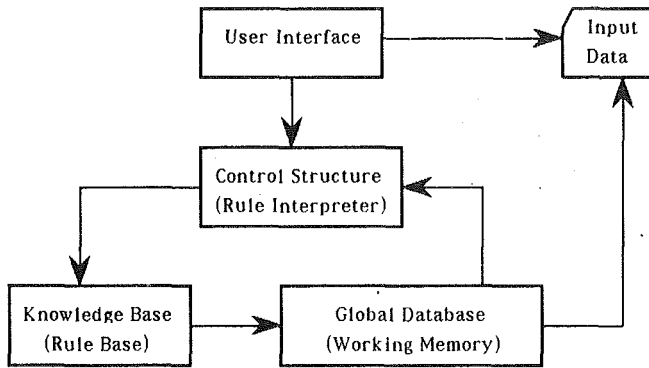 User Interface
Input
Data
Control Structure
(Rule Interpreter)
Knowledge Base
(Rule Base)
Global Database
(Working Memory)